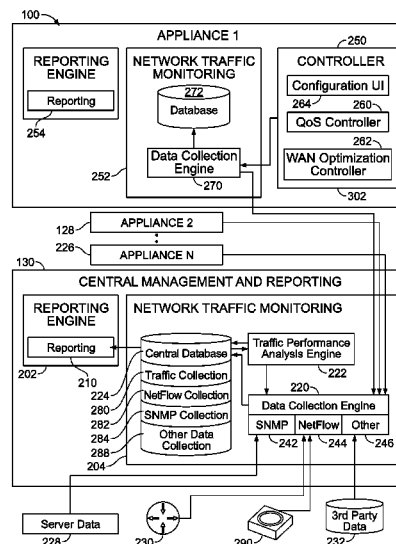 100
APPLIANCE 1
250
REPORTING
ENGINE
Reporting
254
NETWORK TRAFFIC
MONITORING
272
Database
Data Collection
Engine
270
252
CONTROLLER
Configuration UI
264
260
QoS Controller
262
WAN Optimization
Controller
302
APPLIANCE 2
128
APPLIANCE N
226
130
CENTRAL MANAGEMENT AND REPORTING
REPORTING
ENGINE
Reporting
202
210
NETWORK TRAFFIC MONITORING
Central Database
Traffic Collection
NetFlow Collection
SNMP Collection
Other Data
Collection
224
280
282
284
288
204
Traffic Performance
Analysis Engine
220
222
Data Collection Engine
SNMP
NetFlow
Other
242
244
246
Server Data
228
230
290
3rd Party
Data
232